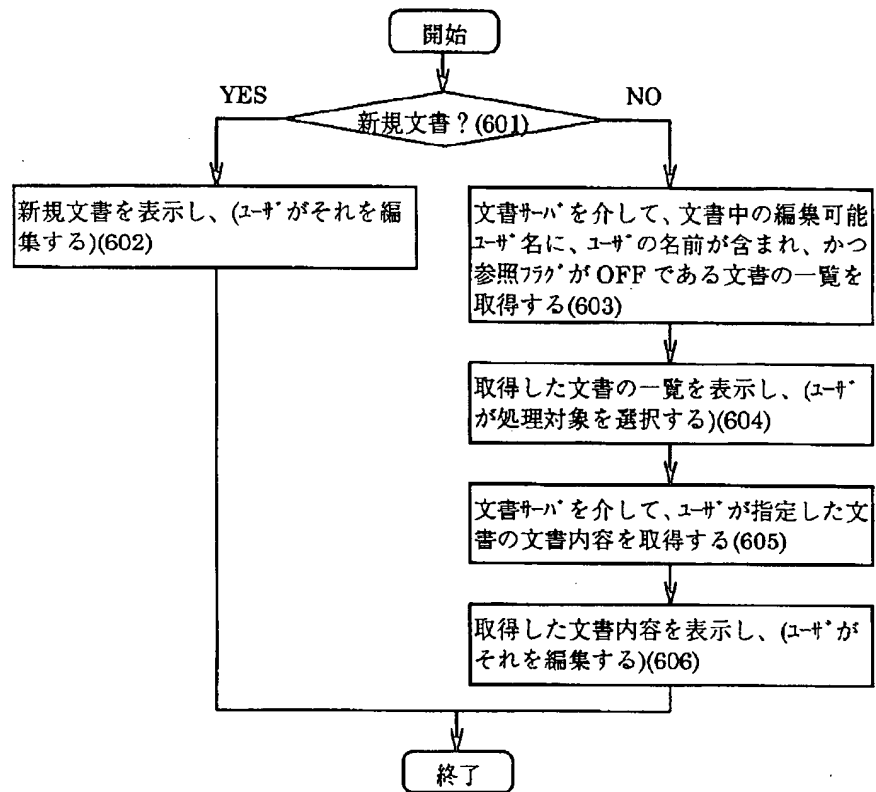 開始
YES
NO
新規文書?(601)
新規文書を表示し、(ﾕｰｻﾞがそれを編
集する)(602)
文書ｻｰﾊﾞを介して、文書中の編集可能
ﾕｰｻﾞ名に、ﾕｰｻﾞの名前が含まれ、かつ
参照ﾌﾗｸﾞが OFF である文書の一覧を
取得する(603)
取得した文書の一覧を表示し、(ﾕｰｻﾞ
が処理対象を選択する)(604)
文書ｻｰﾊﾞを介して、ﾕｰｻﾞが指定した文
書の文書内容を取得する(605)
取得した文書内容を表示し、(ﾕｰｻﾞが
それを編集する)(606)
終了